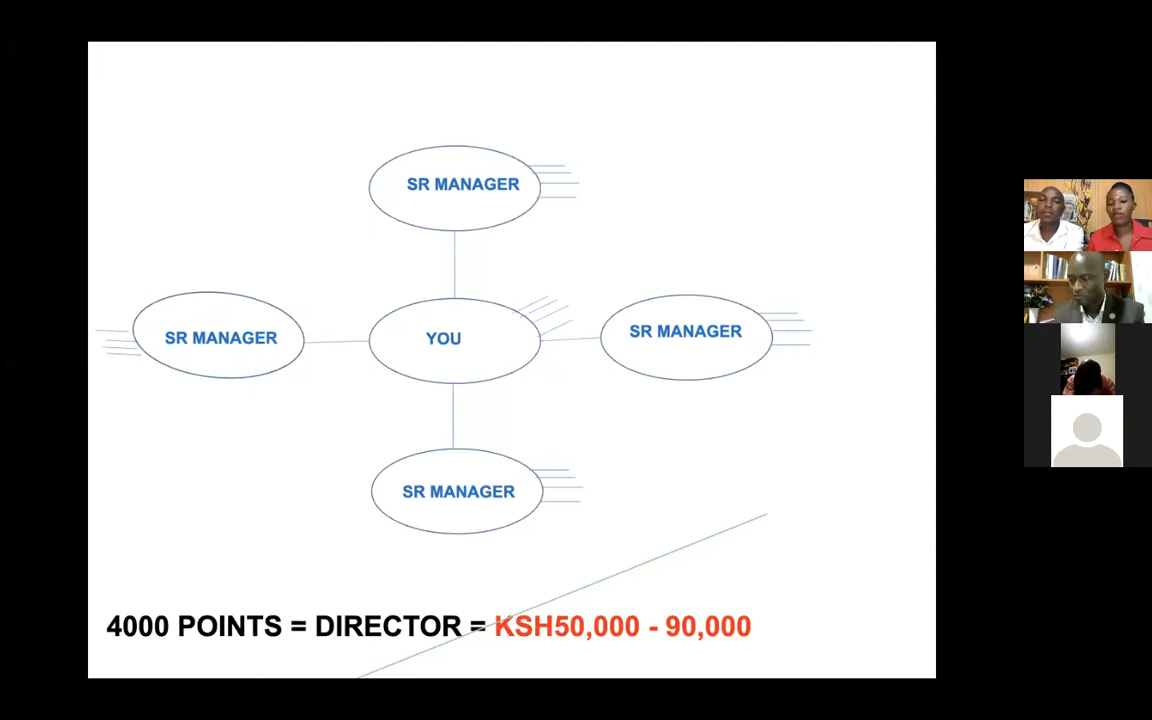 SR MANAGER
SR MANAGER
YOU
SR MANAGER
SR MANAGER
4000 POINTS = DIRECTOR = KSH50,000 - 90,000